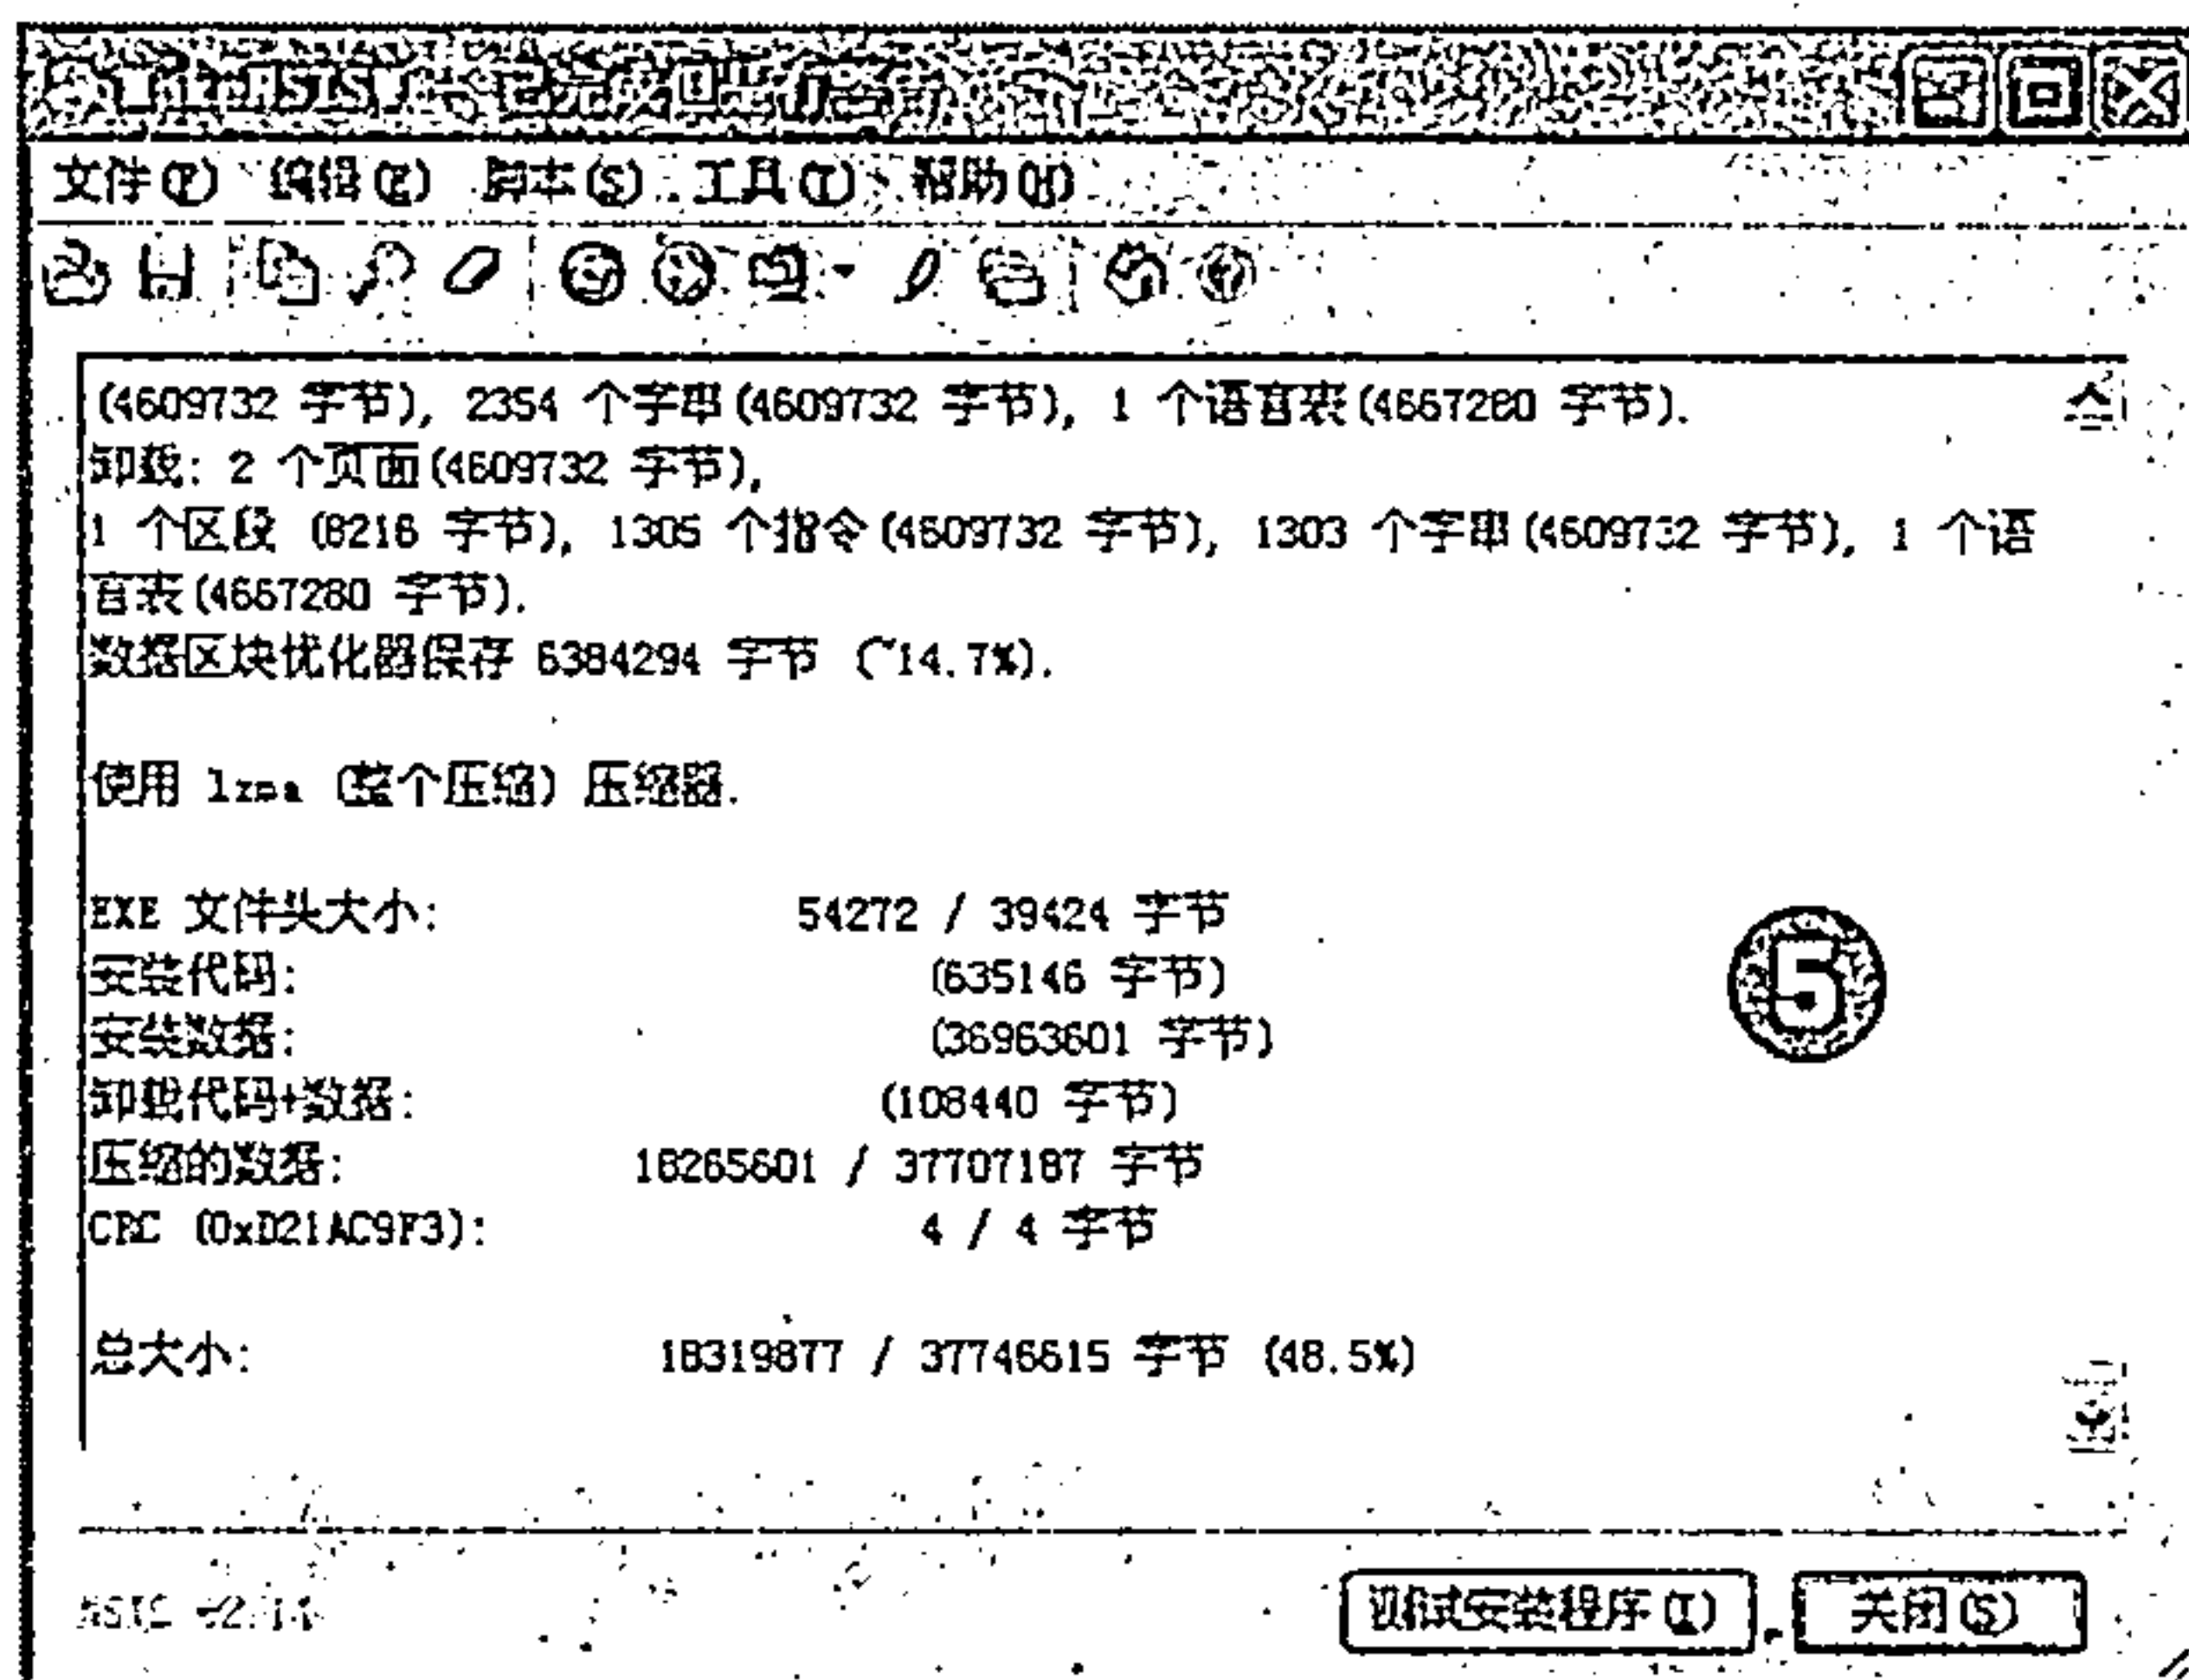 文件(F) 编辑(E) 脚本(S) 工具(T) 帮助(H)
(4609732 字节), 2354 个字串(4609732 字节), 1 个语言表(4667280 字节).
卸载: 2 个页面(4609732 字节),
1 个区段 (8216 字节), 1305 个指令(4609732 字节), 1303 个字串(4609732 字节), 1 个语
言表(4667280 字节).
数据区块优化器保存 6384294 字节 (~14.7%).
使用 lzma (整个压缩) 压缩器.
EXE 文件头大小: 54272 / 39424 字节
安装代码: (635146 字节)
安装数据: (36963601 字节)
卸载代码+数据: (108440 字节)
压缩的数据: 18265601 / 37707187 字节
CRC (0xD21AC9F3): 4 / 4 字节
总大小: 18319877 / 37746615 字节 (48.5%)
5
测试安装程序(I) 关闭(S)